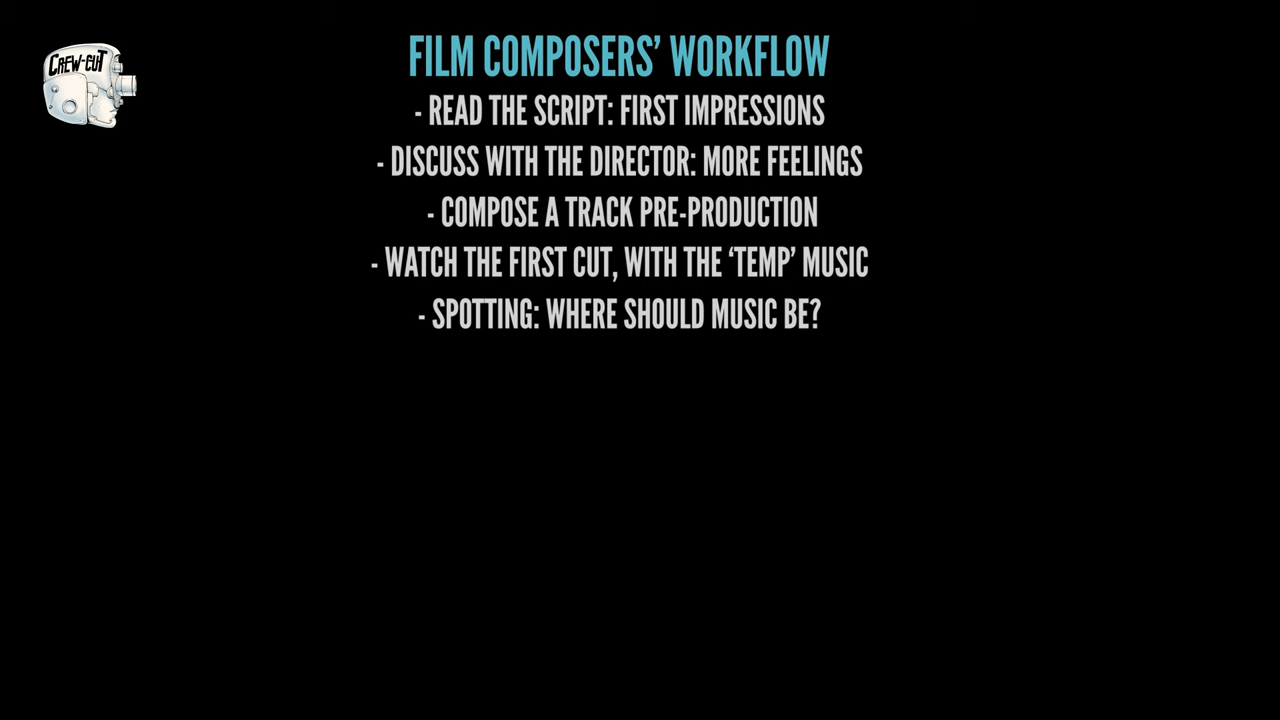 CREW-CUT
FILM COMPOSERS’ WORKFLOW
- READ THE SCRIPT: FIRST IMPRESSIONS
- DISCUSS WITH THE DIRECTOR: MORE FEELINGS
- COMPOSE A TRACK PRE-PRODUCTION
- WATCH THE FIRST CUT, WITH THE ‘TEMP’ MUSIC
- SPOTTING: WHERE SHOULD MUSIC BE?